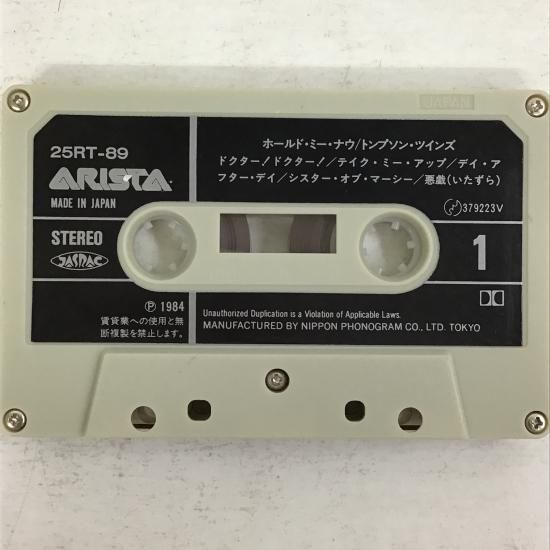 JAPAN
25RT-89
ARISTA
MADE IN JAPAN
ホールド・ミー・ナウ/トンプソン・ツインズ
ドクター!ドクター!/テイク・ミー・アップ/デイ・ア
フター・デイ/シスター・オブ・マーシー/悪戯(いたずら)
379223V
STEREO
JASRAC
1
Ⓟ 1984
賃貸業への使用と無
断複製を禁止します。
Unauthorized Duplication is a Violation of Applicable Laws.
MANUFACTURED BY NIPPON PHONOGRAM CO., LTD. TOKYO